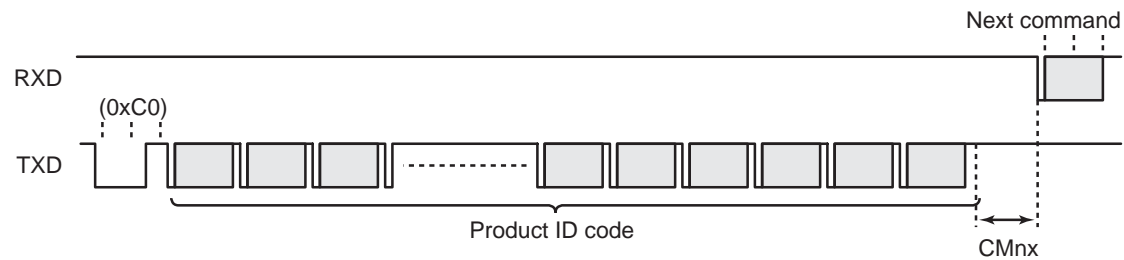 Next command
RXD
(0xC0)
TXD
Product ID code
CMnx